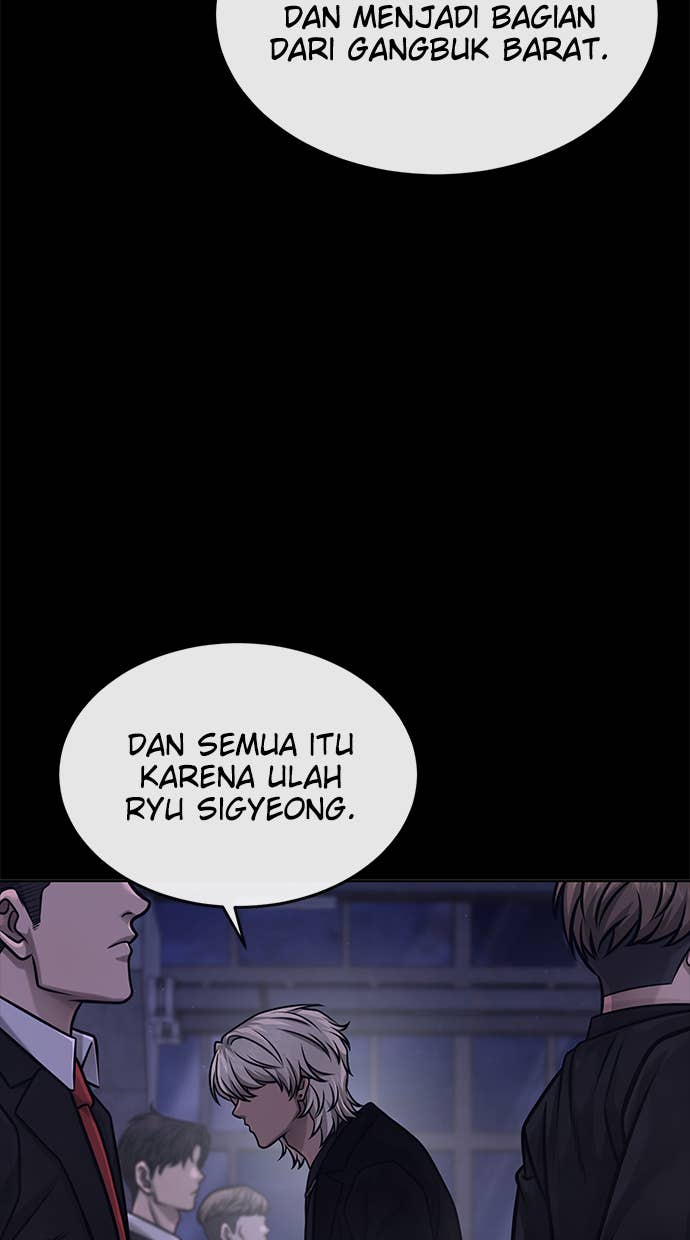 DAN MENJADI BAGIAN
DARI GANGBUK BARAT.
DAN SEMUA ITU
KARENA ULAH
RYU SIGYEONG.